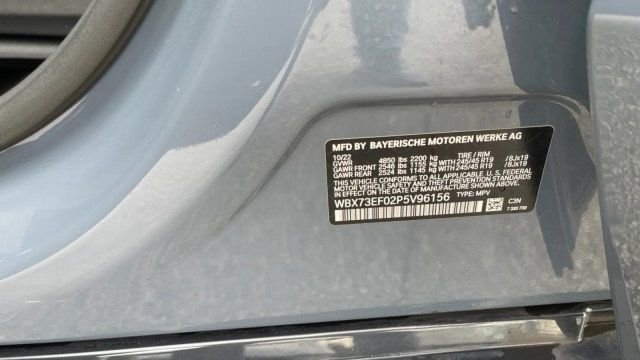 MFD BY BAYERISCHE MOTOREN WERKE AG
10/22 TIRE / RIM
GVWR 4850 lbs 2200 kg
GAWR FRONT 2546 lbs 1155 kg WITH 245/45 R19 /8Jx19
GAWR REAR 2524 lbs 1145 kg WITH 245/45 R19 /8Jx19
THIS VEHICLE CONFORMS TO ALL APPLICABLE U.S. FEDERAL
MOTOR VEHICLE SAFETY STANDARDS IN EFFECT ON THE
DATE OF MANUFACTURE SHOWN ABOVE.
WBX73EF02P5V96156 TYPE: MPV C3N
7 320 730